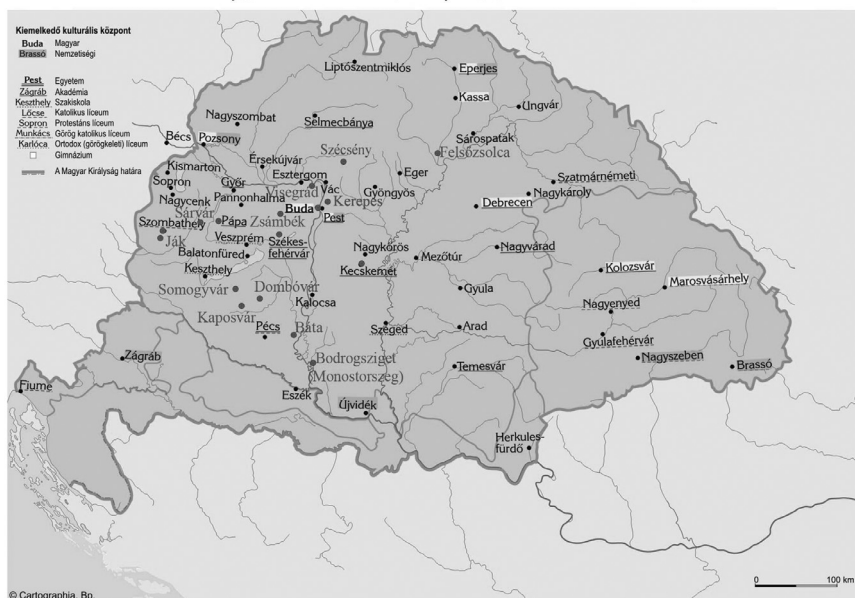 Kiemelkedő kulturális központ
Buda Magyar
Brassó Nemzetiségi
Pest Egyetem
Zágráb Akadémia
Keszthely Szakiskola
Lőcse Katolikus líceum
Sopron Protestáns líceum
Munkács Görög katolikus líceum
Karlóca Ortodox (görögkeleti) líceum
Gimnázium
A Magyar Királyság határa
Liptószentmiklós
Eperjes
Kassa
Ungvár
Nagyszombat
Selmecbánya
Bécs
Pozsony
Sárospatak
Szécsény
Felsőzsolca
Érsekújvár
Kismarton
Esztergom
Eger
Szatmárnémeti
Sopron
Győr
Visegrád
Vác
Gyöngyös
Nagykároly
Nagycenk
Pannonhalma
Kerepes
Debrecen
Sárvár
Buda
Pest
Szombathely
Pápa
Zsámbék
Ják
Veszprém
Székes-
fehérvár
Nagykőrös
Mezőtúr
Nagyvárad
Balatonfüred
Kecskemét
Kolozsvár
Keszthely
Marosvásárhely
Somogyvár
Dombóvár
Gyula
Kalocsa
Nagyenyed
Kaposvár
Szeged
Arad
Pécs
Báta
Gyulafehérvár
Zágráb
Bodrogsziget
(Monostorszeg)
Temesvár
Nagyszeben
Brassó
Fiume
Eszék
Újvidék
Herkules-
fürdő
0 100 km
© Cartographia, Bp.